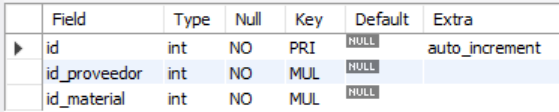 Field Type Null Key Default Extra
id int NO PRI NULL auto_increment
id_proveedor int NO MUL NULL
id_material int NO MUL NULL